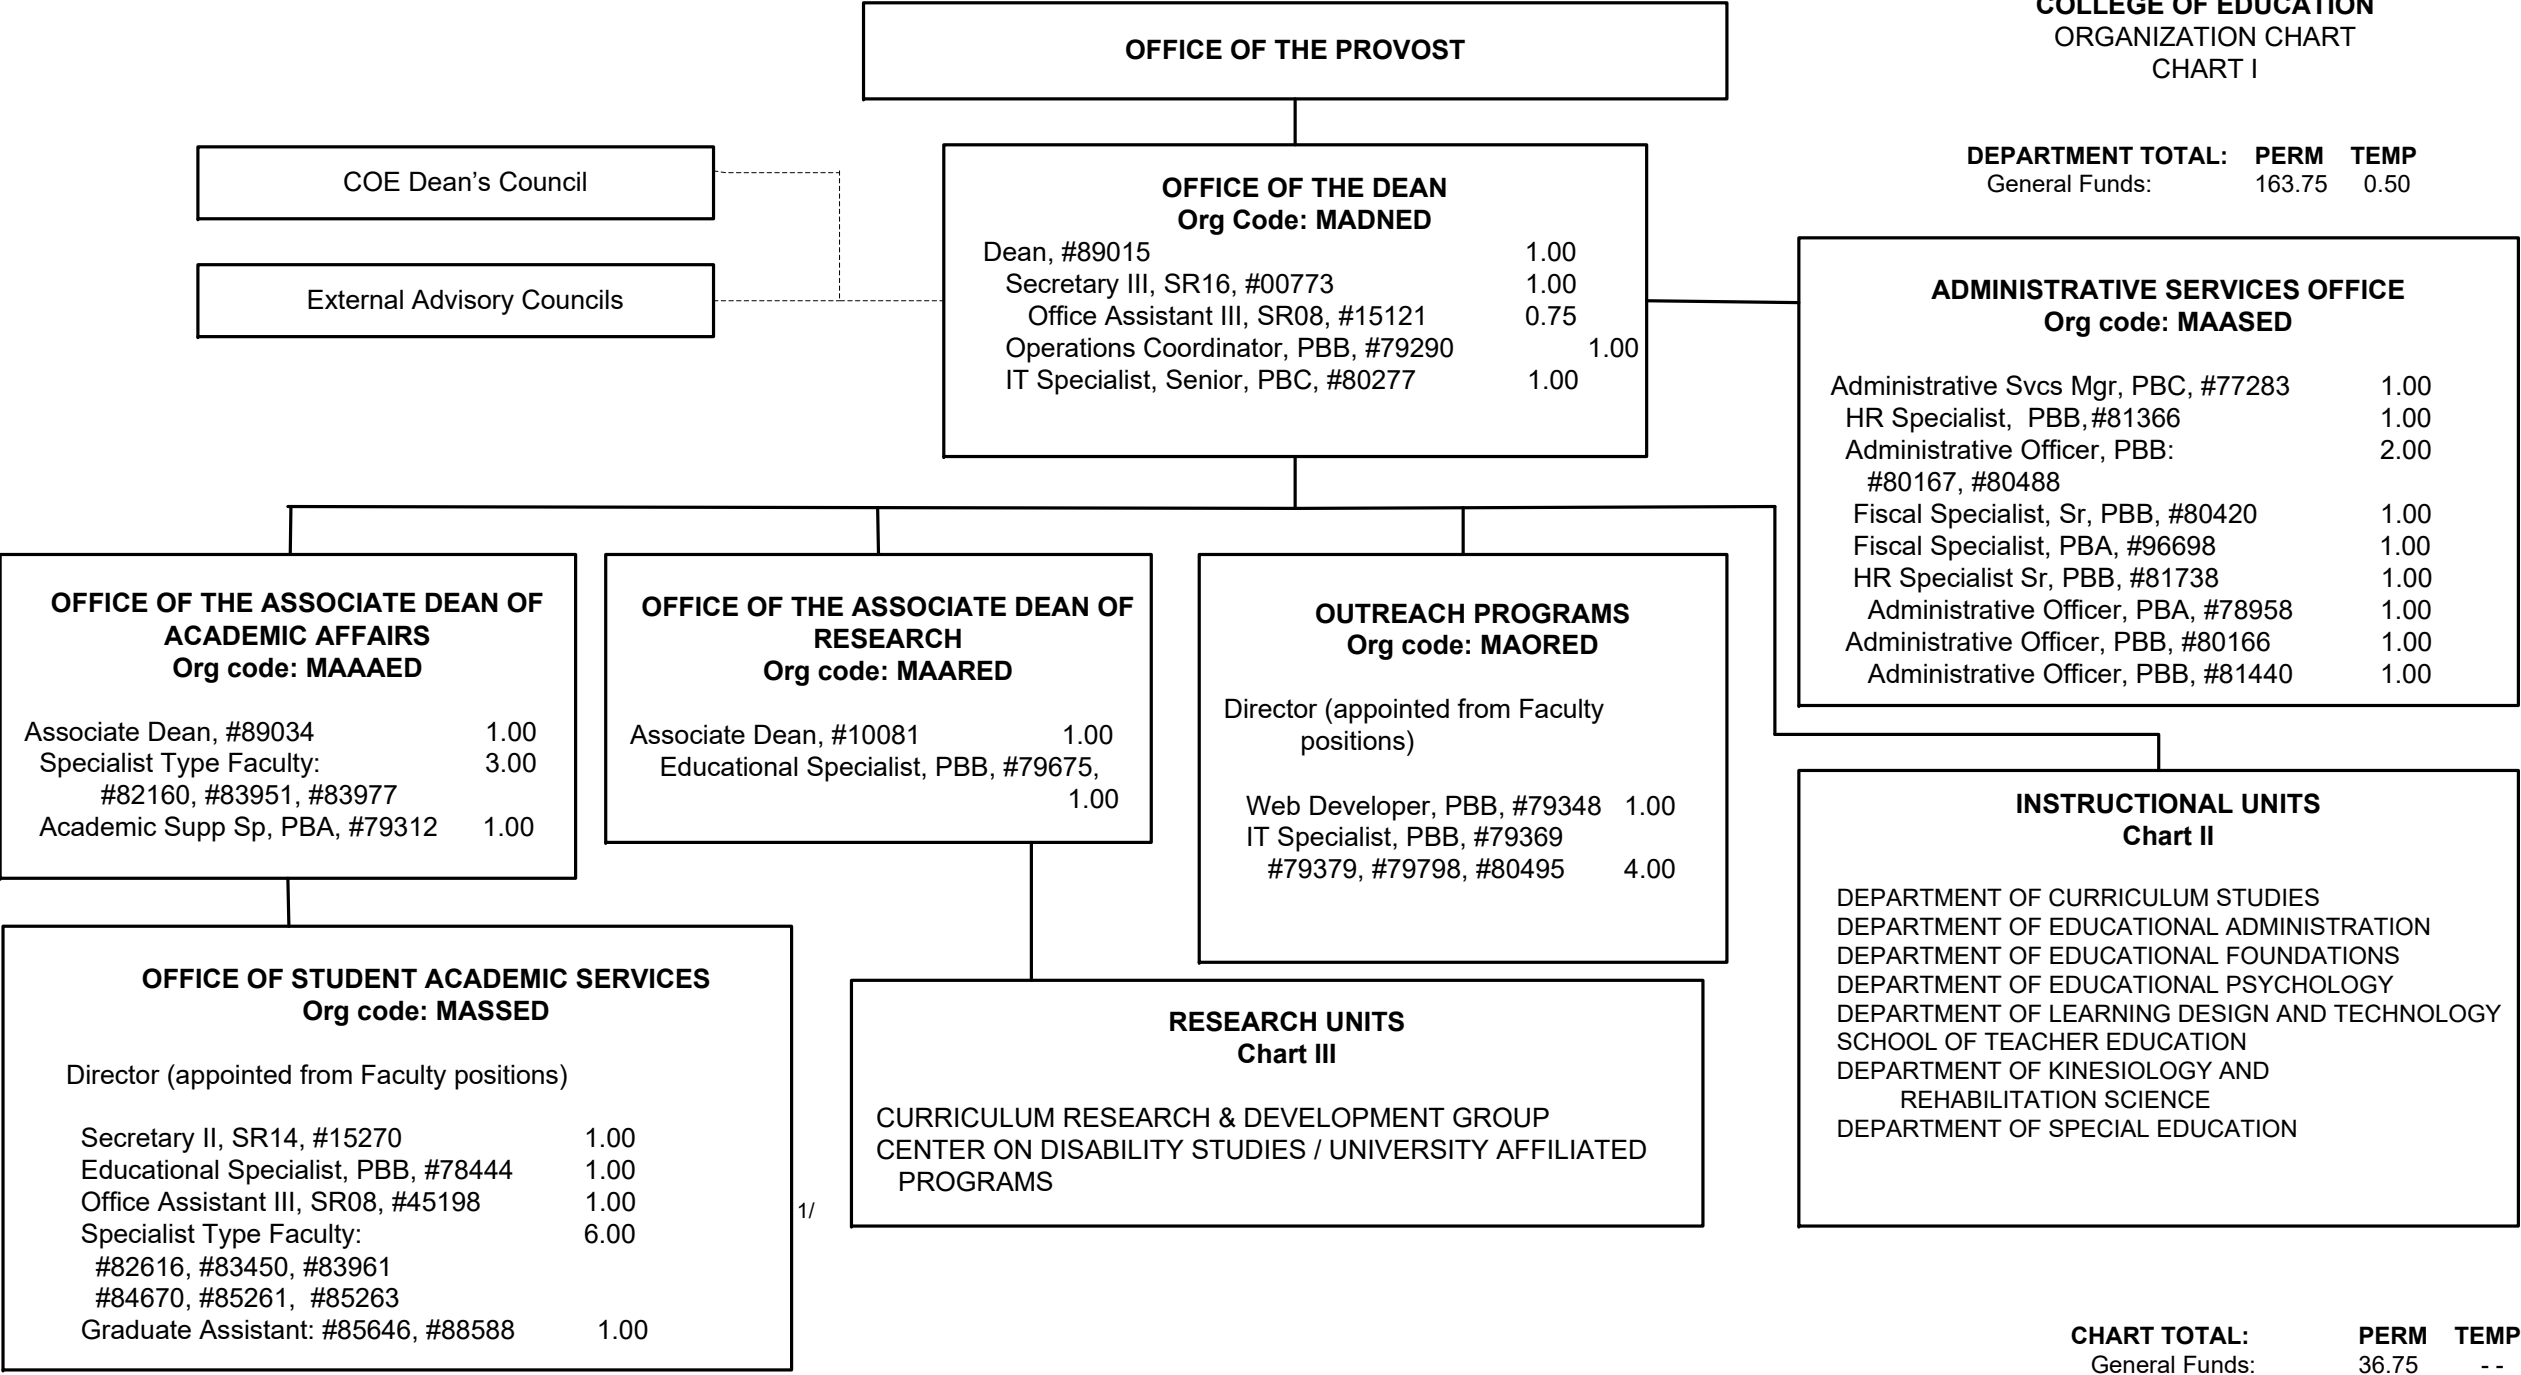 COLLEGE OF EDUCATION
ORGANIZATION CHART
CHART I
OFFICE OF THE PROVOST
DEPARTMENT TOTAL: PERM TEMP
General Funds: 163.75 0.50
COE Dean’s Council
External Advisory Councils
OFFICE OF THE DEAN
Org Code: MADNED
Dean, #89015 1.00
Secretary III, SR16, #00773 1.00
Office Assistant III, SR08, #15121 0.75
Operations Coordinator, PBB, #79290 1.00
IT Specialist, Senior, PBC, #80277 1.00
ADMINISTRATIVE SERVICES OFFICE
Org code: MAASED
Administrative Svcs Mgr, PBC, #77283 1.00
HR Specialist, PBB, #81366 1.00
Administrative Officer, PBB: 2.00
#80167, #80488
Fiscal Specialist, Sr, PBB, #80420 1.00
Fiscal Specialist, PBA, #96698 1.00
HR Specialist Sr, PBB, #81738 1.00
Administrative Officer, PBA, #78958 1.00
Administrative Officer, PBB, #80166 1.00
Administrative Officer, PBB, #81440 1.00
OFFICE OF THE ASSOCIATE DEAN OF
ACADEMIC AFFAIRS
Org code: MAAAED
Associate Dean, #89034 1.00
Specialist Type Faculty: 3.00
#82160, #83951, #83977
Academic Supp Sp, PBA, #79312 1.00
OFFICE OF THE ASSOCIATE DEAN OF
RESEARCH
Org code: MAARED
Associate Dean, #10081 1.00
Educational Specialist, PBB, #79675,
1.00
OUTREACH PROGRAMS
Org code: MAORED
Director (appointed from Faculty
positions)
Web Developer, PBB, #79348 1.00
IT Specialist, PBB, #79369
#79379, #79798, #80495 4.00
INSTRUCTIONAL UNITS
Chart II
DEPARTMENT OF CURRICULUM STUDIES
DEPARTMENT OF EDUCATIONAL ADMINISTRATION
DEPARTMENT OF EDUCATIONAL FOUNDATIONS
DEPARTMENT OF EDUCATIONAL PSYCHOLOGY
DEPARTMENT OF LEARNING DESIGN AND TECHNOLOGY
SCHOOL OF TEACHER EDUCATION
DEPARTMENT OF KINESIOLOGY AND
REHABILITATION SCIENCE
DEPARTMENT OF SPECIAL EDUCATION
OFFICE OF STUDENT ACADEMIC SERVICES
Org code: MASSED
Director (appointed from Faculty positions)
Secretary II, SR14, #15270 1.00
Educational Specialist, PBB, #78444 1.00
Office Assistant III, SR08, #45198 1.00
Specialist Type Faculty: 6.00
#82616, #83450, #83961
#84670, #85261, #85263
Graduate Assistant: #85646, #88588 1.00
1/
RESEARCH UNITS
Chart III
CURRICULUM RESEARCH & DEVELOPMENT GROUP
CENTER ON DISABILITY STUDIES / UNIVERSITY AFFILIATED
PROGRAMS
CHART TOTAL: PERM TEMP
General Funds: 36.75 - -